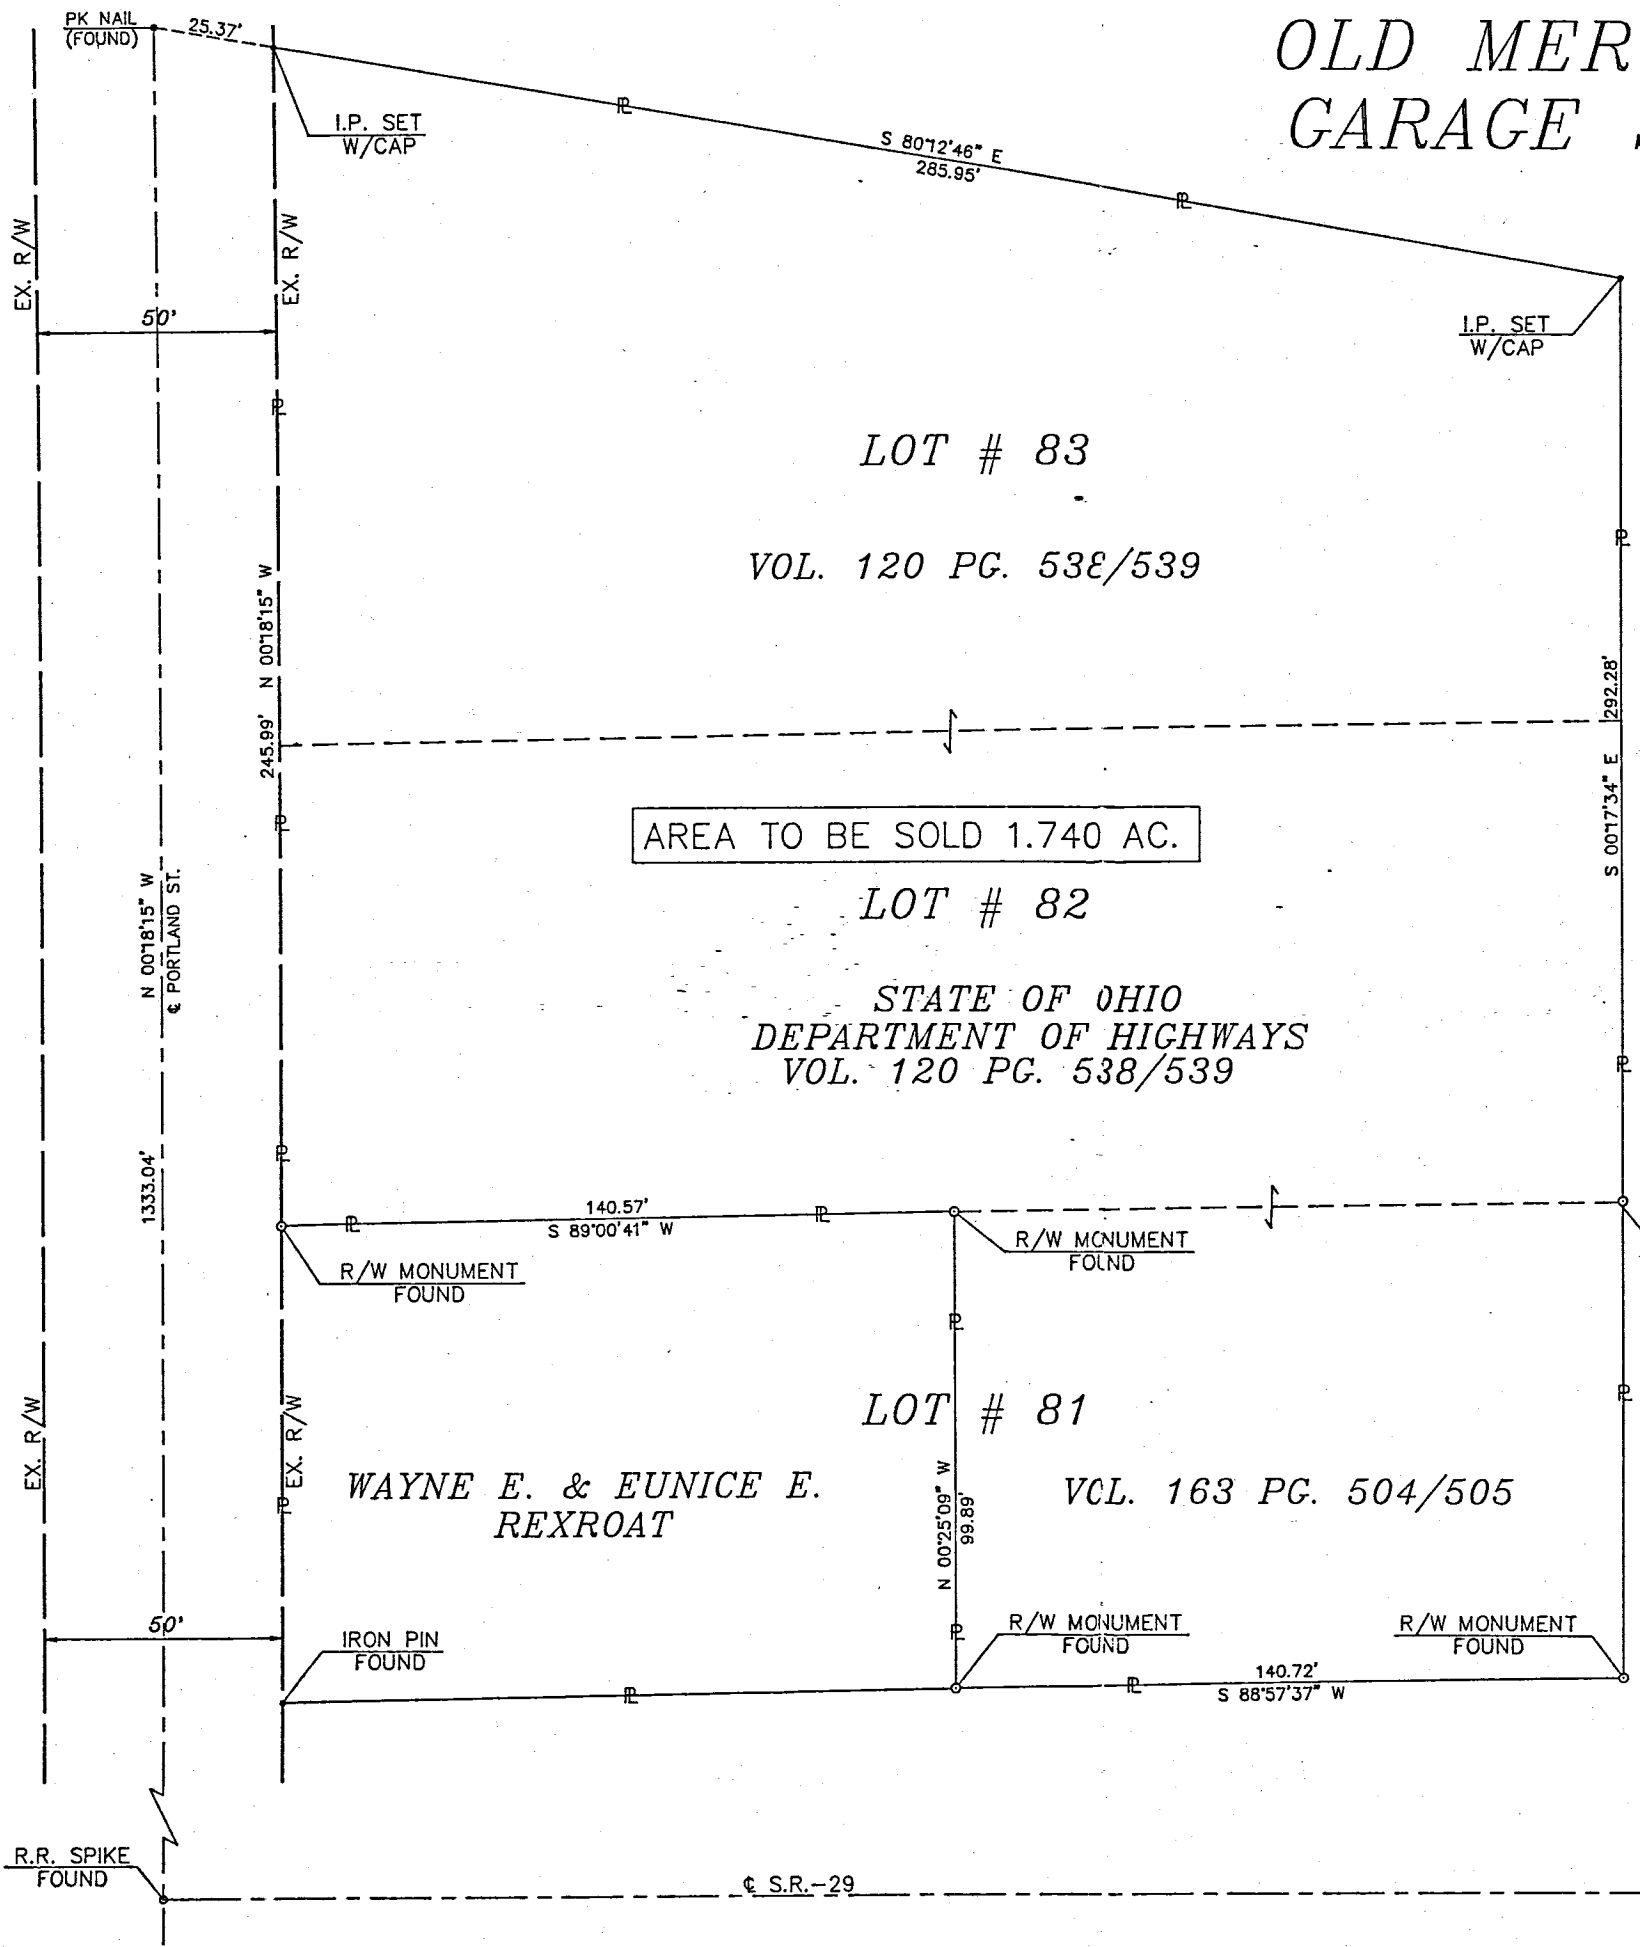 PK NAIL
(FOUND)
25.37'
OLD MER
GARAGE
I.P. SET
W/CAP
S 80°12'46" E
285.95'
EX. R/W
EX. R/W
50'
I.P. SET
W/CAP
LOT # 83
VOL. 120 PG. 538/539
N 00°18'15" W
245.99'
292.28'
S 00°17'34" E
AREA TO BE SOLD 1.740 AC.
LOT # 82
N 00°18'15" W
℄ PORTLAND ST.
STATE OF OHIO
DEPARTMENT OF HIGHWAYS
VOL. 120 PG. 538/539
1333.04'
140.57'
S 89°00'41" W
R/W MONUMENT
FOUND
R/W MONUMENT
FOUND
LOT # 81
EX. R/W
EX. R/W
WAYNE E. & EUNICE E.
REXROAT
VOL. 163 PG. 504/505
N 00°25'09" W
99.89'
50'
IRON PIN
FOUND
R/W MONUMENT
FOUND
R/W MONUMENT
FOUND
140.72'
S 88°57'37" W
R.R. SPIKE
FOUND
℄ S.R.-29